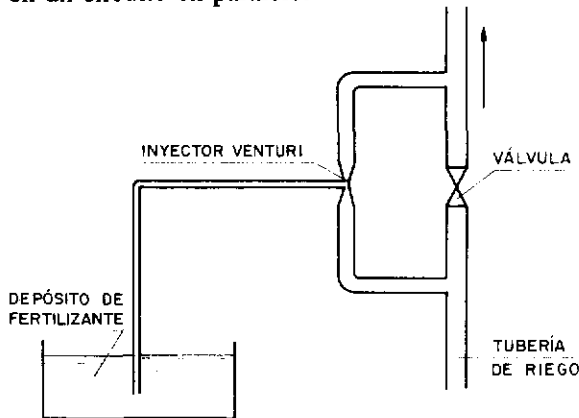 INYECTOR VENTURI
VÁLVULA
DEPÓSITO DE
FERTILIZANTE
TUBERÍA
DE RIEGO